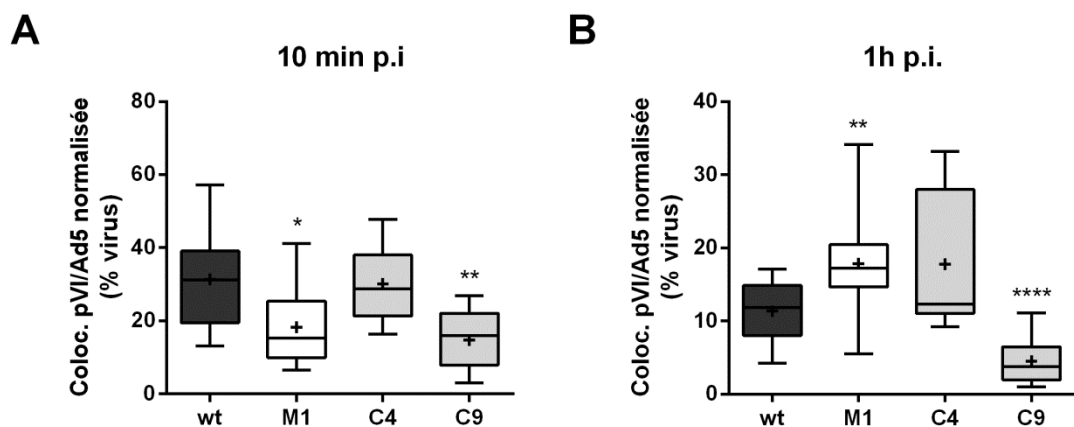 A
10 min p.i
Coloc. pVI/Ad5 normalisée
(% virus)
80
60
40
20
0
*
**
wt M1 C4 C9
B
1h p.i.
Coloc. pVI/Ad5 normalisée
(% virus)
40
30
20
10
0
**
****
wt M1 C4 C9